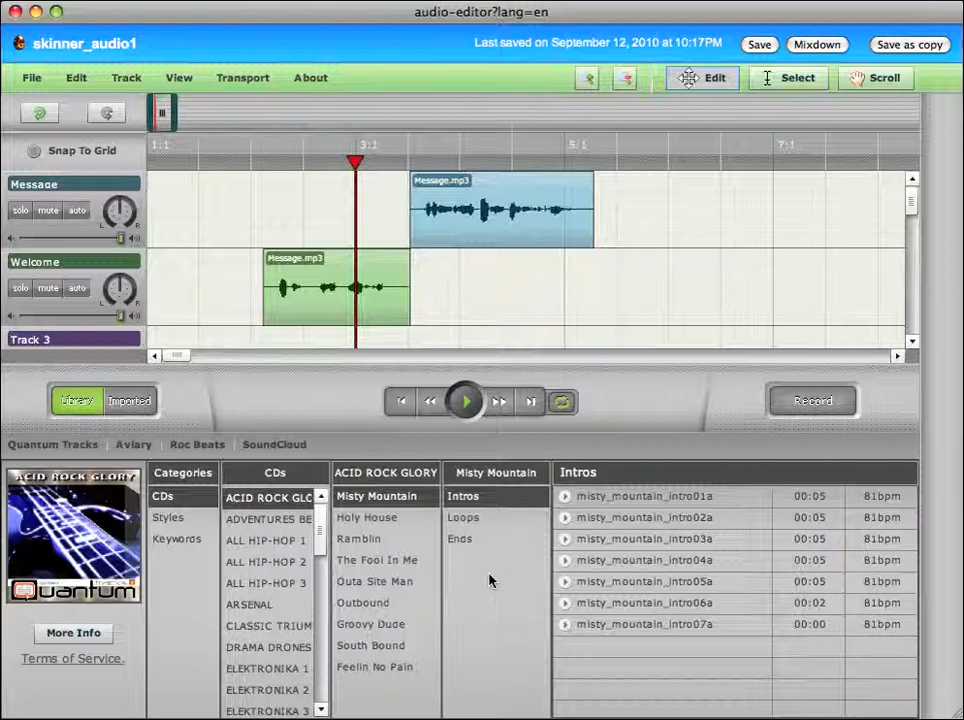 audio-editor?lang=en
skinner_audio1
Last saved on September 12, 2010 at 10:17PM
Save
Mixdown
Save as copy
File Edit Track View Transport About
Edit
Select
Scroll
Snap To Grid
1:1 3:1 5:1 7:1
Message
solo mute auto
L R
Message.mp3
Welcome
solo mute auto
L R
Message.mp3
Track 3
Library Imported
Record
Quantum Tracks Aviary Roc Beats SoundCloud
ACID ROCK GLORY
Quantum
More Info
Terms of Service.
Categories
CDs
Styles
Keywords
CDs
ACID ROCK GLO
ADVENTURES BE
ALL HIP-HOP 1
ALL HIP-HOP 2
ALL HIP-HOP 3
ARSENAL
CLASSIC TRIUM
DRAMA DRONES
ELEKTRONIKA 1
ELEKTRONIKA 2
ELEKTRONIKA 3
ACID ROCK GLORY
Misty Mountain
Holy House
Ramblin
The Fool In Me
Outa Site Man
Outbound
Groovy Dude
South Bound
Feelin No Pain
Misty Mountain
Intros
Loops
Ends
Intros
misty_mountain_intro01a 00:05 81bpm
misty_mountain_intro02a 00:05 81bpm
misty_mountain_intro03a 00:05 81bpm
misty_mountain_intro04a 00:05 81bpm
misty_mountain_intro05a 00:05 81bpm
misty_mountain_intro06a 00:02 81bpm
misty_mountain_intro07a 00:00 81bpm